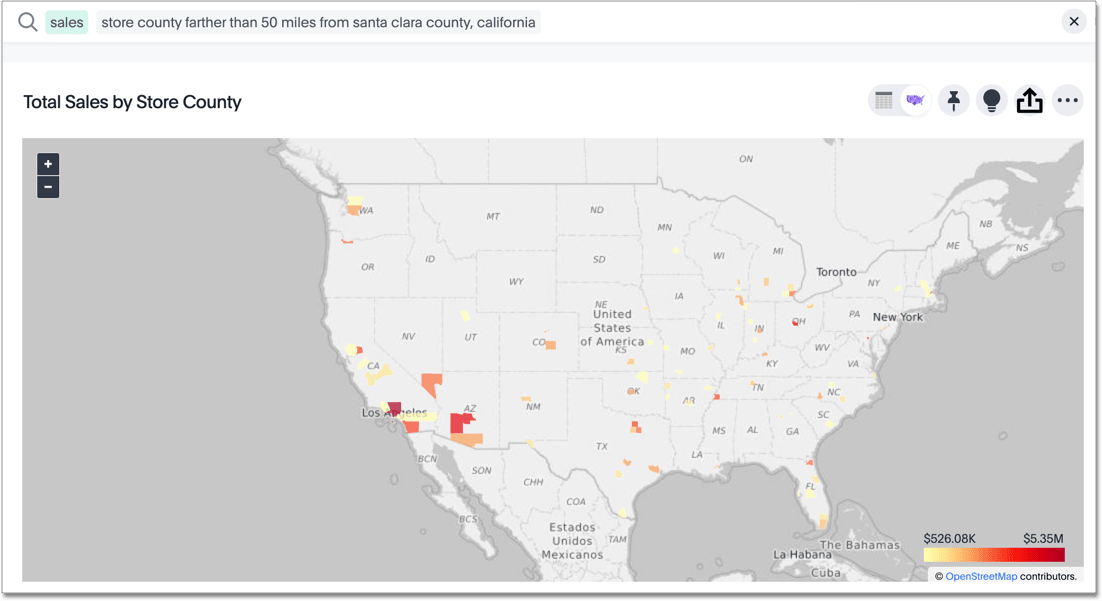 sales store county farther than 50 miles from santa clara county, california
Total Sales by Store County
+
−
ON
WA
MT
ND
MN
NB
ME
NS
OR
ID
SD
WI
MI
Toronto
NY
WY
IA
NE
PA
New York
NV
UT
CO
United
States
of America
KS
IL
IN
OH
MO
WV
VA
CA
KY
OK
TN
NC
Los Angeles
AZ
NM
AR
SC
MS
AL
GA
TX
LA
BCN
SON
CHH
FL
COA
BCS
Estados
Unidos
Mexicanos
TAM
$526.08K
$5.35M
The Bahamas
La Habana
Cuba
© OpenStreetMap contributors.